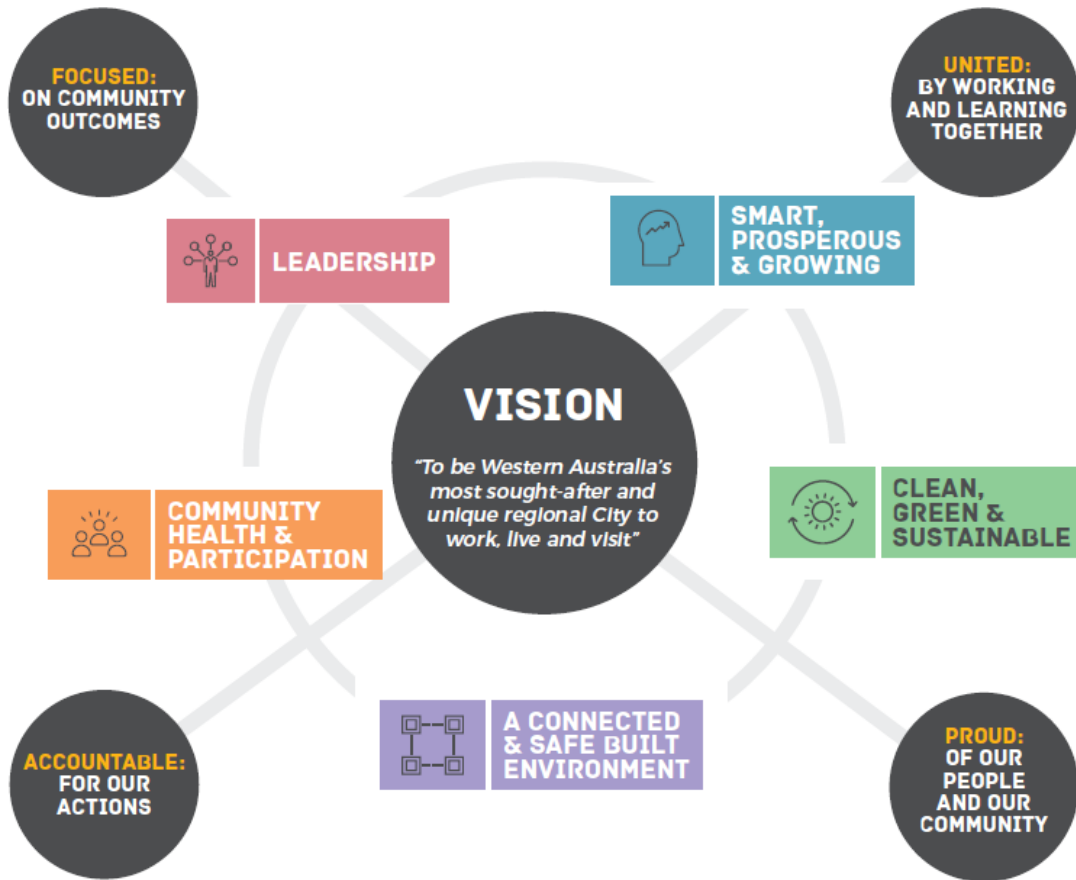 FOCUSED:
ON COMMUNITY
OUTCOMES
UNITED:
BY WORKING
AND LEARNING
TOGETHER
LEADERSHIP
SMART,
PROSPEROUS
& GROWING
VISION
“To be Western Australia’s
most sought-after and
unique regional City to
work, live and visit”
COMMUNITY
HEALTH &
PARTICIPATION
CLEAN,
GREEN &
SUSTAINABLE
A CONNECTED
& SAFE BUILT
ENVIRONMENT
ACCOUNTABLE:
FOR OUR
ACTIONS
PROUD:
OF OUR
PEOPLE
AND OUR
COMMUNITY